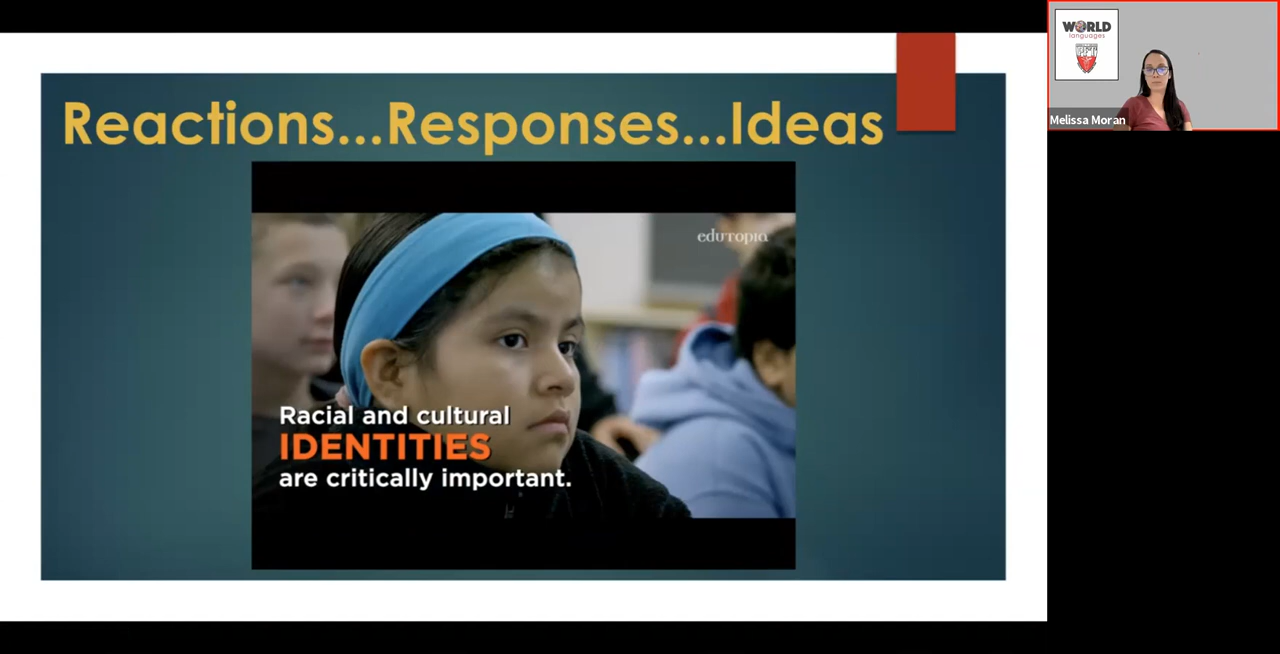 Reactions...Responses...Ideas
edutopia
Racial and cultural
IDENTITIES
are critically important.
WORLD
languages
Melissa Moran